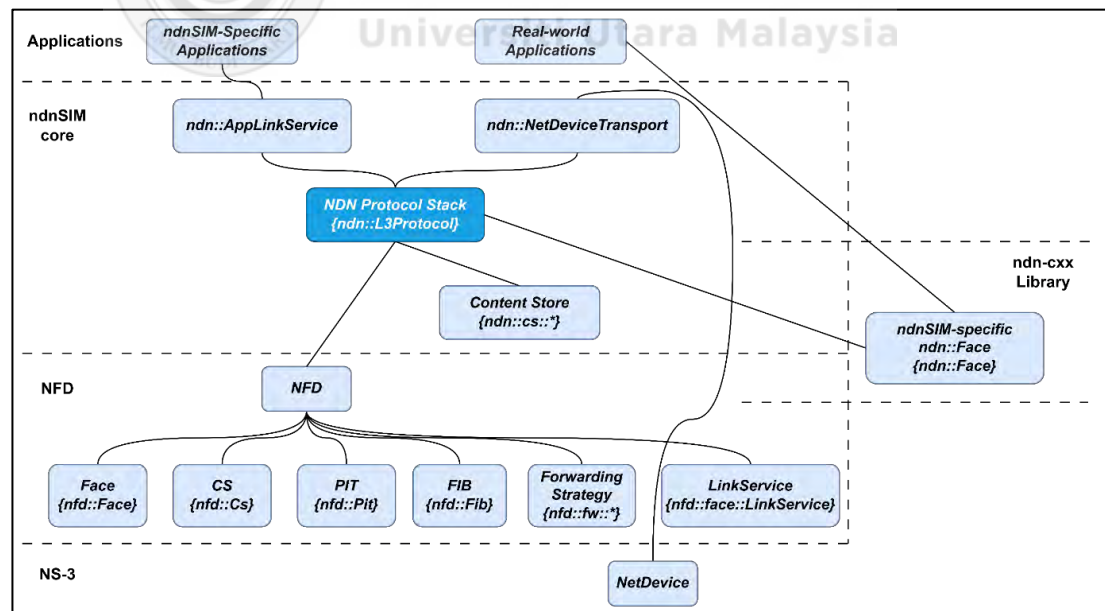 Universiti Utara Malaysia
Applications
ndnSIM-Specific
Applications
Real-world
Applications
ndnSIM
core
ndn::AppLinkService
ndn::NetDeviceTransport
NDN Protocol Stack
{ndn::L3Protocol}
ndn-cxx
Library
Content Store
{ndn::cs::*}
ndnSIM-specific
ndn::Face
{ndn::Face}
NFD
NFD
Face
{nfd::Face}
CS
{nfd::Cs}
PIT
{nfd::Pit}
FIB
{nfd::Fib}
Forwarding
Strategy
{nfd::fw::*}
LinkService
{nfd::face::LinkService}
NS-3
NetDevice